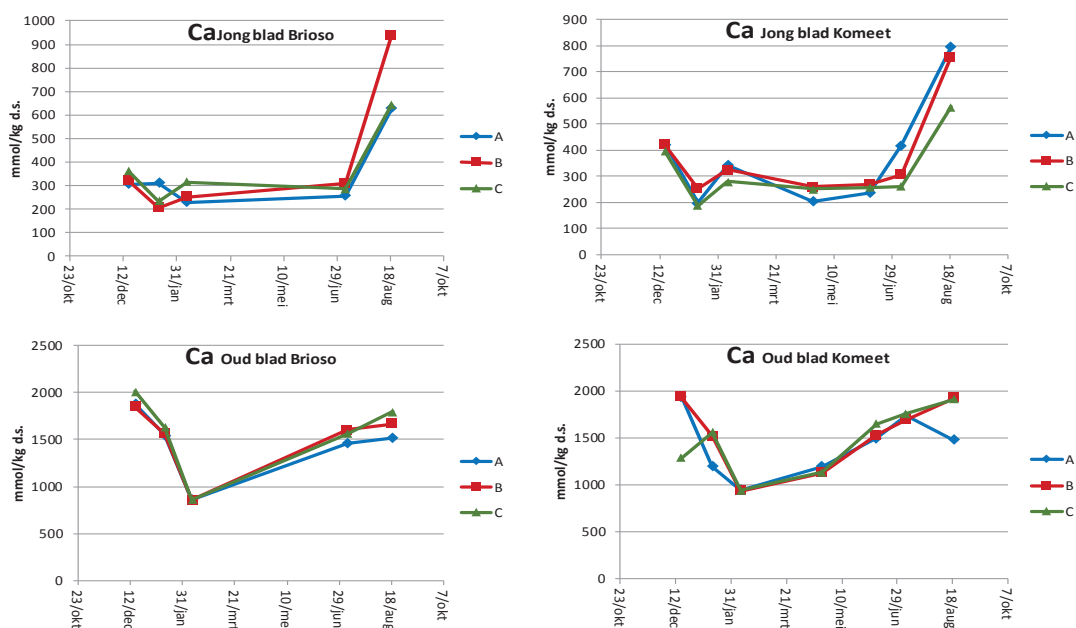 Ca Jong blad Brioso
mmol/kg d.s.
1000
900
800
700
600
500
400
300
200
100
0
23/okt
12/dec
31/jan
21/mrt
10/mei
29/jun
18/aug
7/okt
A
B
C
Ca Jong blad Komeet
mmol/kg d.s.
900
800
700
600
500
400
300
200
100
0
23/okt
12/dec
31/jan
21/mrt
10/mei
29/jun
18/aug
7/okt
A
B
C
Ca Oud blad Brioso
mmol/kg d.s.
2500
2000
1500
1000
500
0
23/okt
12/dec
31/jan
21/mrt
10/mei
29/jun
18/aug
7/okt
A
B
C
Ca Oud blad Komeet
mmol/kg d.s.
2500
2000
1500
1000
500
0
23/okt
12/dec
31/jan
21/mrt
10/mei
29/jun
18/aug
7/okt
A
B
C